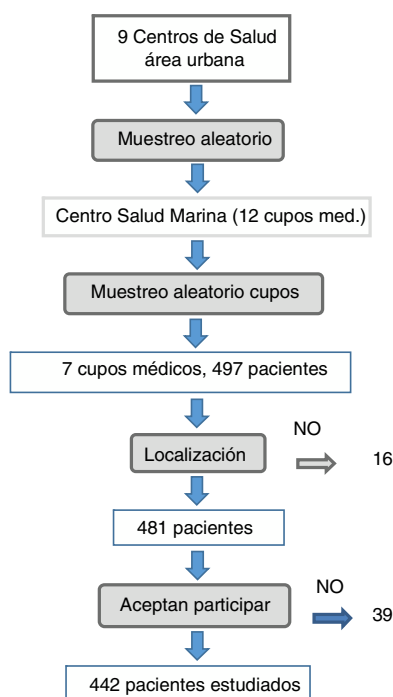 9 Centros de Salud
área urbana
Muestreo aleatorio
Centro Salud Marina (12 cupos med.)
Muestreo aleatorio cupos
7 cupos médicos, 497 pacientes
NO
Localización
16
481 pacientes
NO
Aceptan participar
39
442 pacientes estudiados